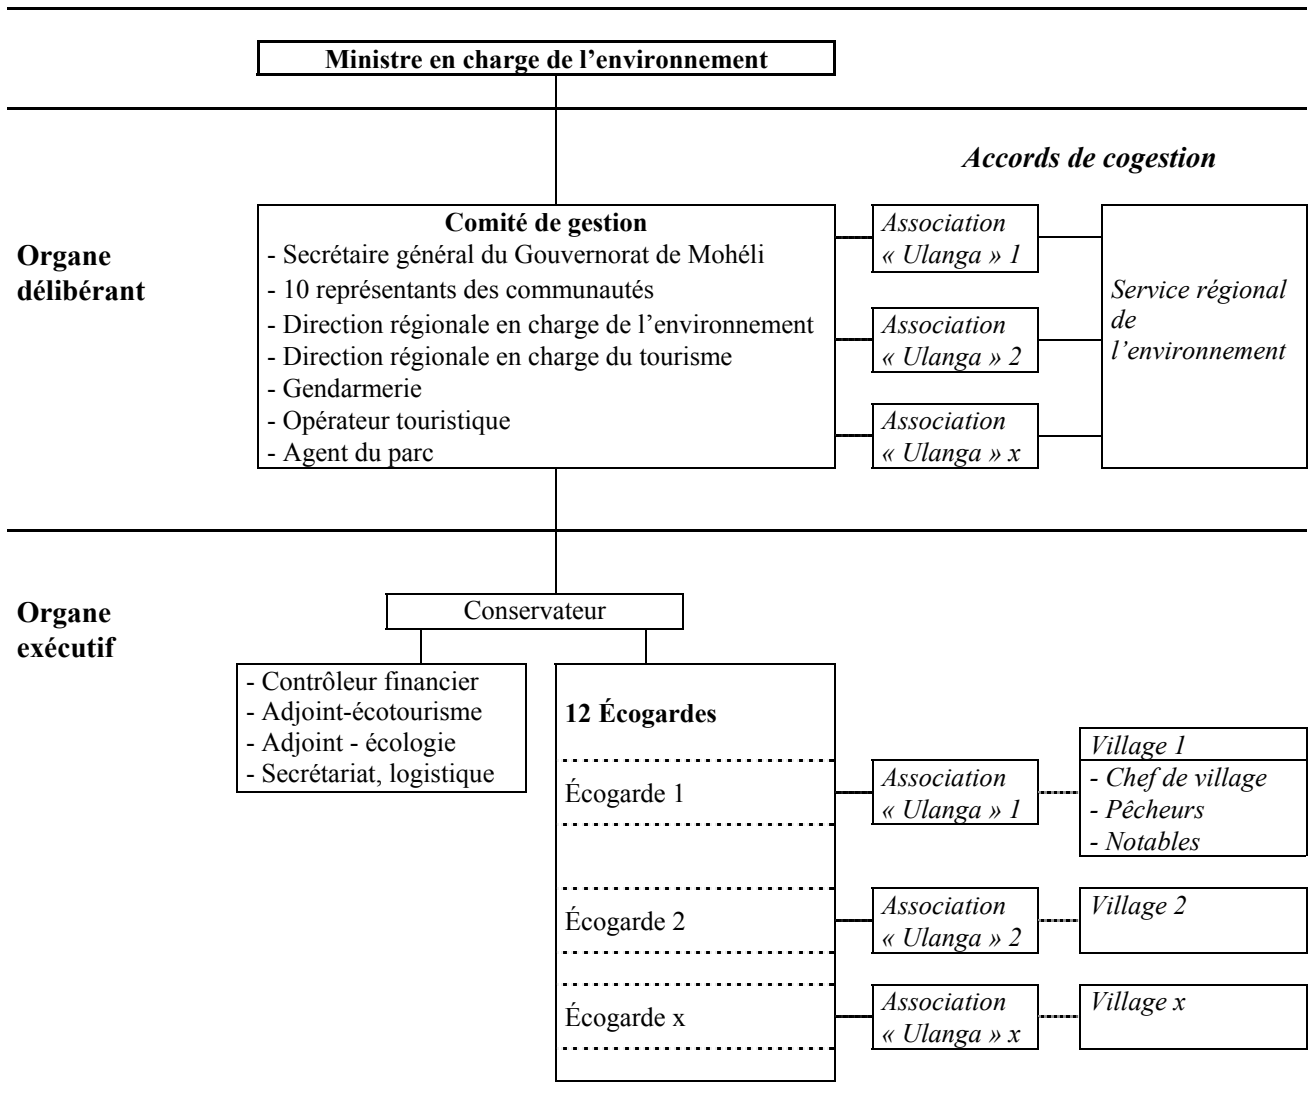 Ministre en charge de l’environnement
Accords de cogestion
Organe
délibérant
Comité de gestion
- Secrétaire général du Gouvernorat de Mohéli
- 10 représentants des communautés
- Direction régionale en charge de l’environnement
- Direction régionale en charge du tourisme
- Gendarmerie
- Opérateur touristique
- Agent du parc
Association
« Ulanga » 1
Association
« Ulanga » 2
Association
« Ulanga » x
Service régional
de
l’environnement
Organe
exécutif
Conservateur
- Contrôleur financier
- Adjoint-écotourisme
- Adjoint - écologie
- Secrétariat, logistique
12 Écogardes
Écogarde 1
Association
« Ulanga » 1
Village 1
- Chef de village
- Pêcheurs
- Notables
Écogarde 2
Association
« Ulanga » 2
Village 2
Écogarde x
Association
« Ulanga » x
Village x